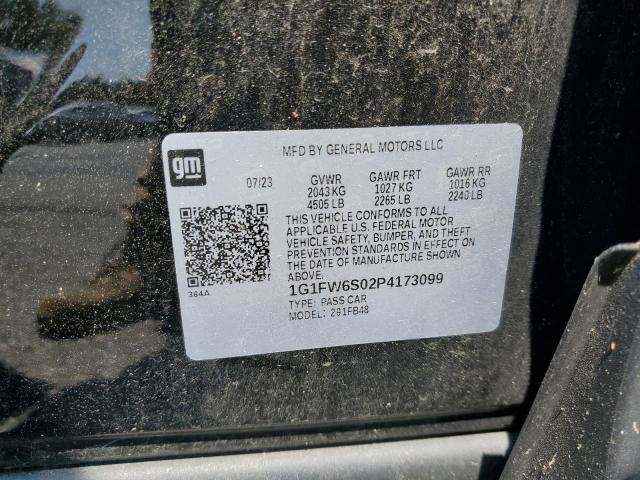 MFD BY GENERAL MOTORS LLC
gm
07/23 GVWR GAWR FRT GAWR RR
2043 KG 1027 KG 1016 KG
4505 LB 2265 LB 2240 LB
THIS VEHICLE CONFORMS TO ALL
APPLICABLE U.S. FEDERAL MOTOR
VEHICLE SAFETY, BUMPER, AND THEFT
PREVENTION STANDARDS IN EFFECT ON
THE DATE OF MANUFACTURE SHOWN
ABOVE.
364A
1G1FW6S02P4173099
TYPE: PASS CAR
MODEL: 291FB48